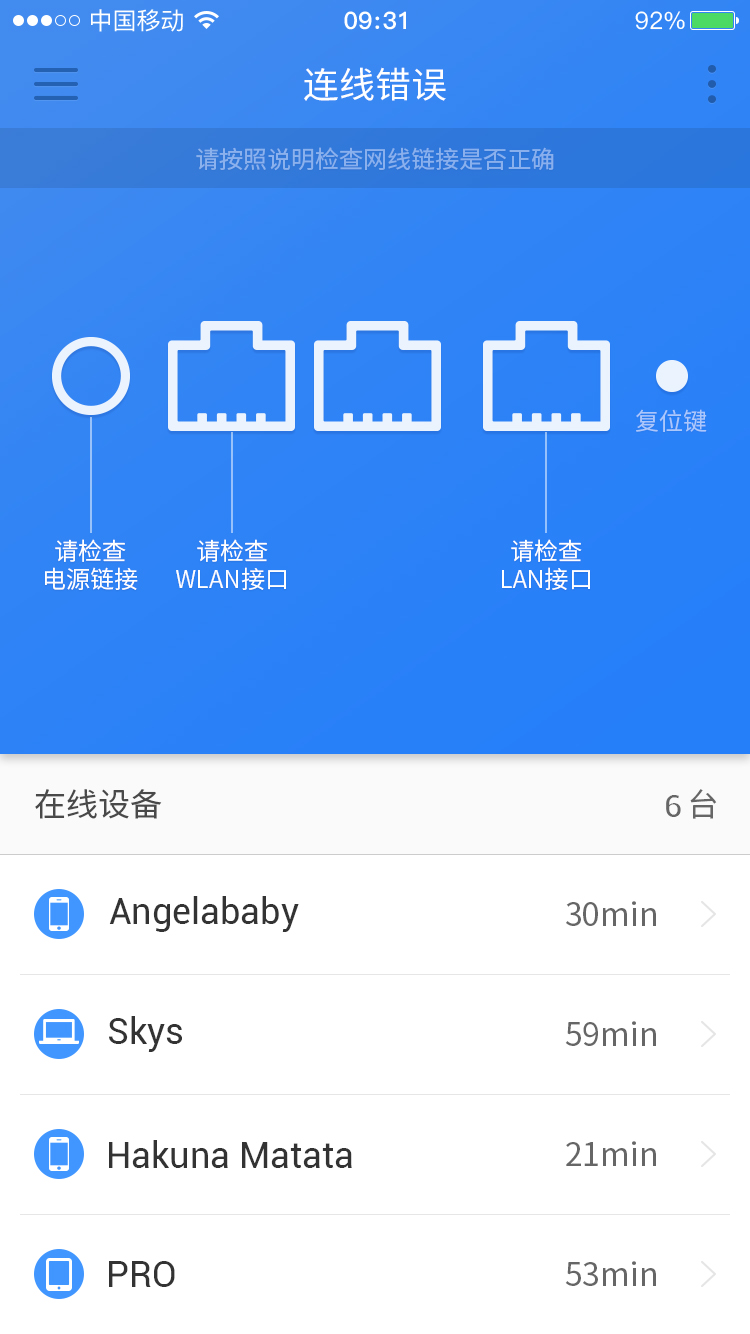 中国移动 09:31 92%
连线错误
请按照说明检查网线链接是否正确
复位键
请检查
电源链接
请检查
WLAN接口
请检查
LAN接口
在线设备 6 台
Angelababy 30min
Skys 59min
Hakuna Matata 21min
PRO 53min